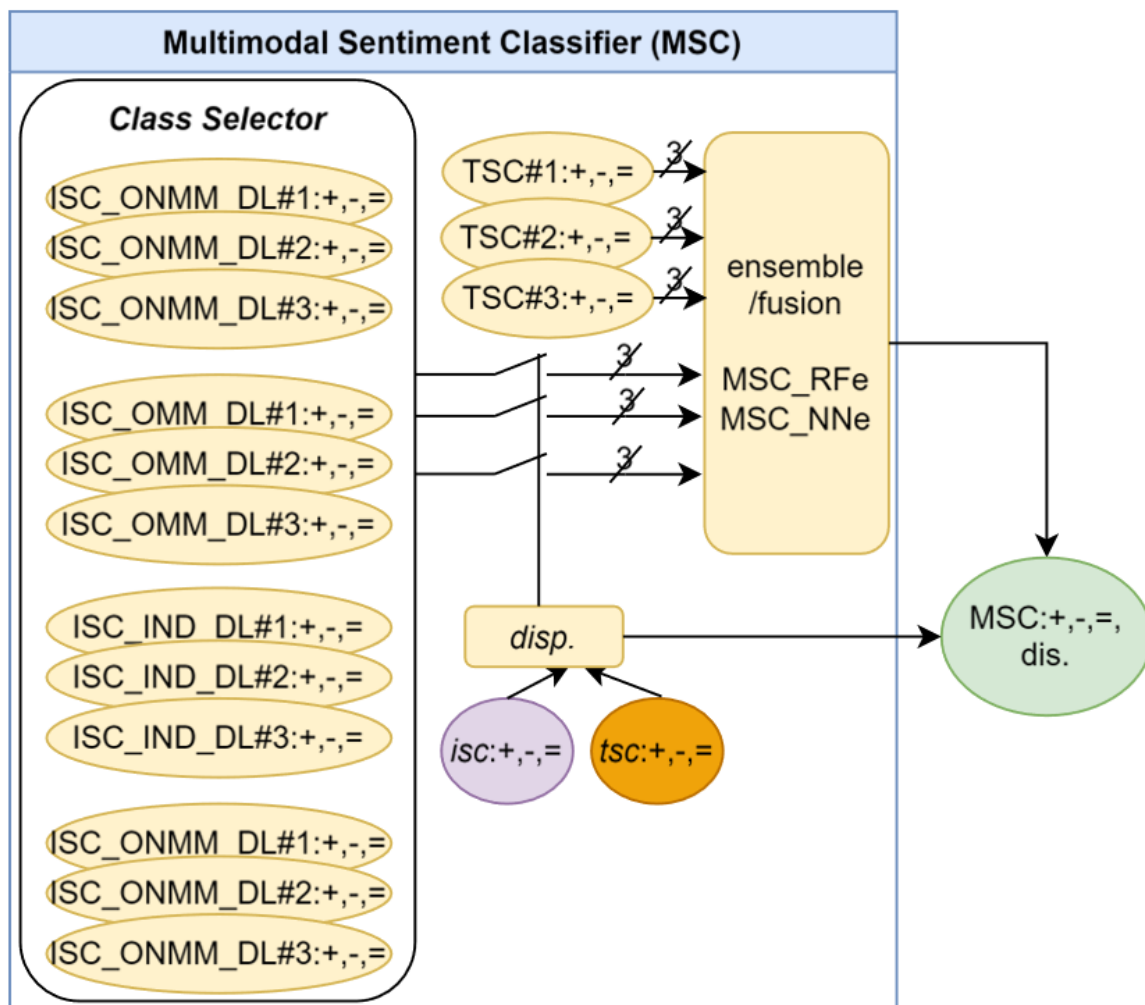 Multimodal Sentiment Classifier (MSC)
Class Selector
ISC_ONMM_DL#1:+,-,=
ISC_ONMM_DL#2:+,-,=
ISC_ONMM_DL#3:+,-,=
ISC_OMM_DL#1:+,-,=
ISC_OMM_DL#2:+,-,=
ISC_OMM_DL#3:+,-,=
ISC_IND_DL#1:+,-,=
ISC_IND_DL#2:+,-,=
ISC_IND_DL#3:+,-,=
ISC_ONMM_DL#1:+,-,=
ISC_ONMM_DL#2:+,-,=
ISC_ONMM_DL#3:+,-,=
TSC#1:+,-,=
3
TSC#2:+,-,=
3
TSC#3:+,-,=
3
3
3
3
ensemble
/fusion
MSC_RFe
MSC_NNe
disp.
isc:+,-,=
tsc:+,-,=
MSC:+,-,=,
dis.